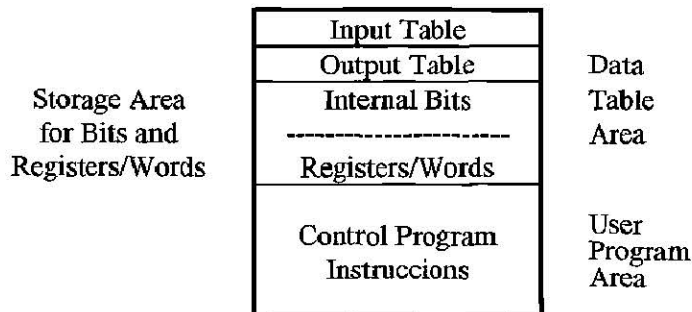 Input Table
Output Table
Internal Bits
Registers/Words
Control Program
Instruccions
Storage Area
for Bits and
Registers/Words
Data
Table
Area
User
Program
Area